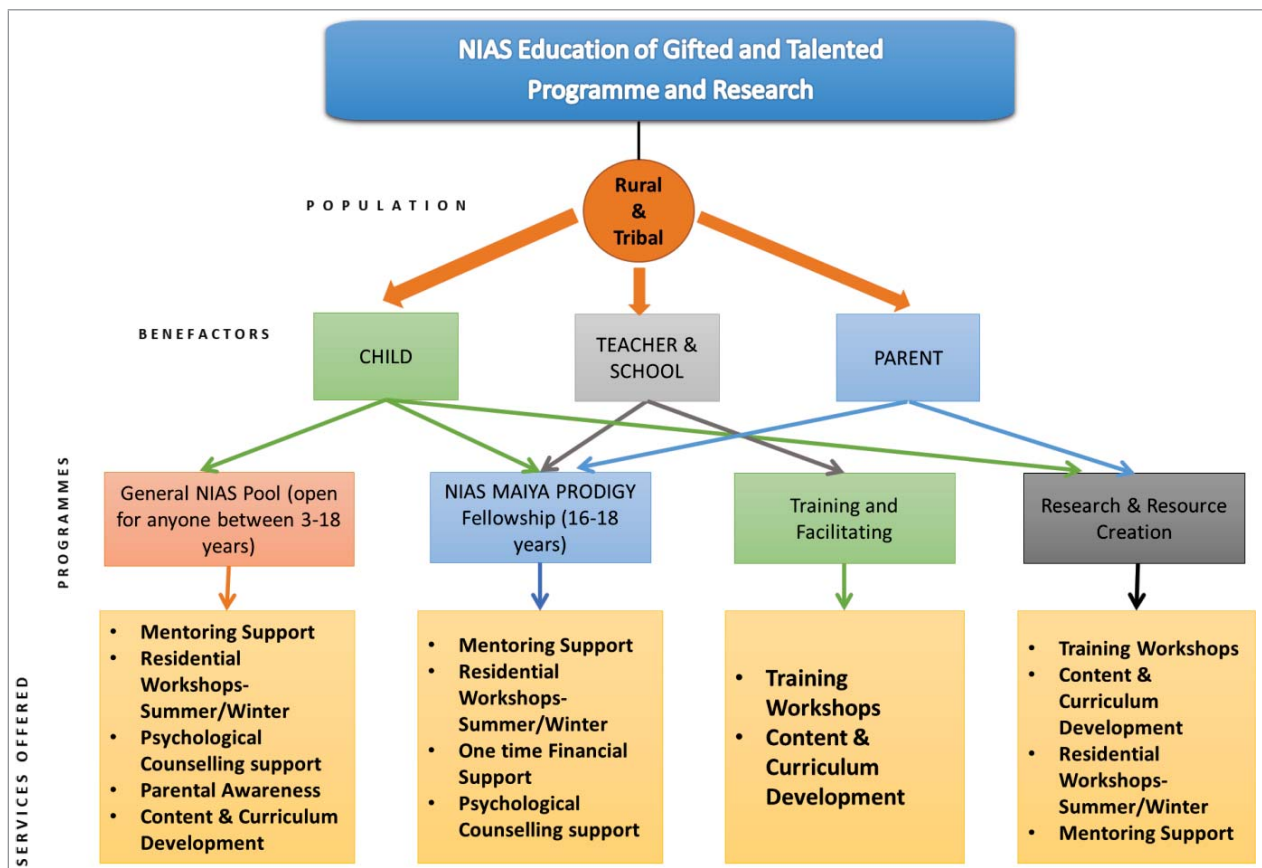 NIAS Education of Gifted and Talented
Programme and Research
POPULATION
Rural
&
Tribal
BENEFACTORS
CHILD
TEACHER &
SCHOOL
PARENT
PROGRAMMES
General NIAS Pool (open
for anyone between 3-18
years)
NIAS MAIYA PRODIGY
Fellowship (16-18
years)
Training and
Facilitating
Research & Resource
Creation
SERVICES OFFERED
• Mentoring Support
• Residential
Workshops-
Summer/Winter
• Psychological
Counselling support
• Parental Awareness
• Content & Curriculum
Development
• Mentoring Support
• Residential
Workshops-
Summer/Winter
• One time Financial
Support
• Psychological
Counselling support
• Training
Workshops
• Content &
Curriculum
Development
• Training Workshops
• Content &
Curriculum
Development
• Residential
Workshops-
Summer/Winter
• Mentoring Support